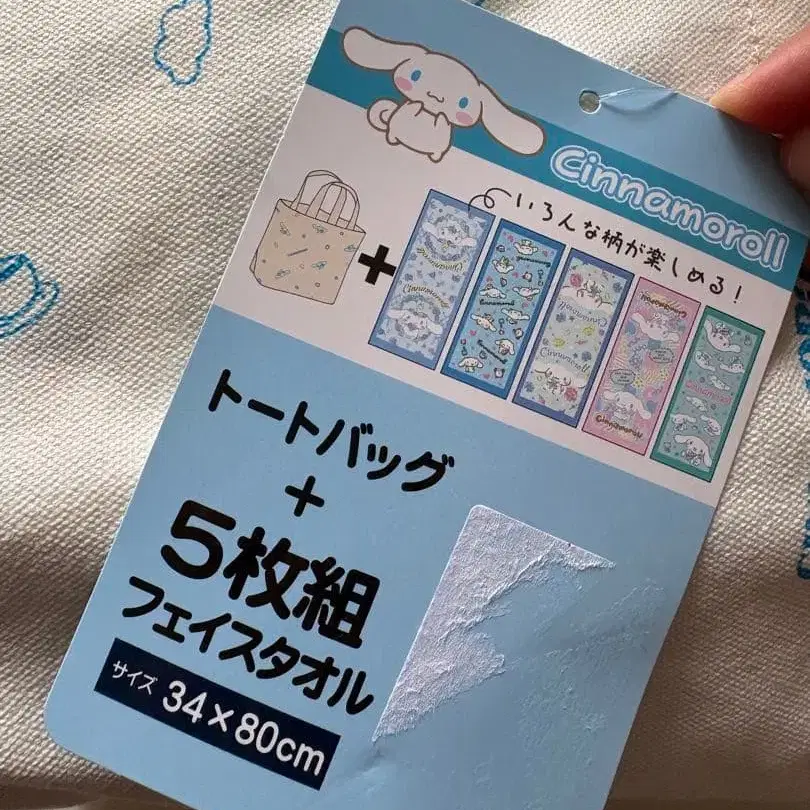 Cinnamoroll
いろんな柄が楽しめる！
+
トートバッグ
+
5枚組
フェイスタオル
サイズ 34×80cm